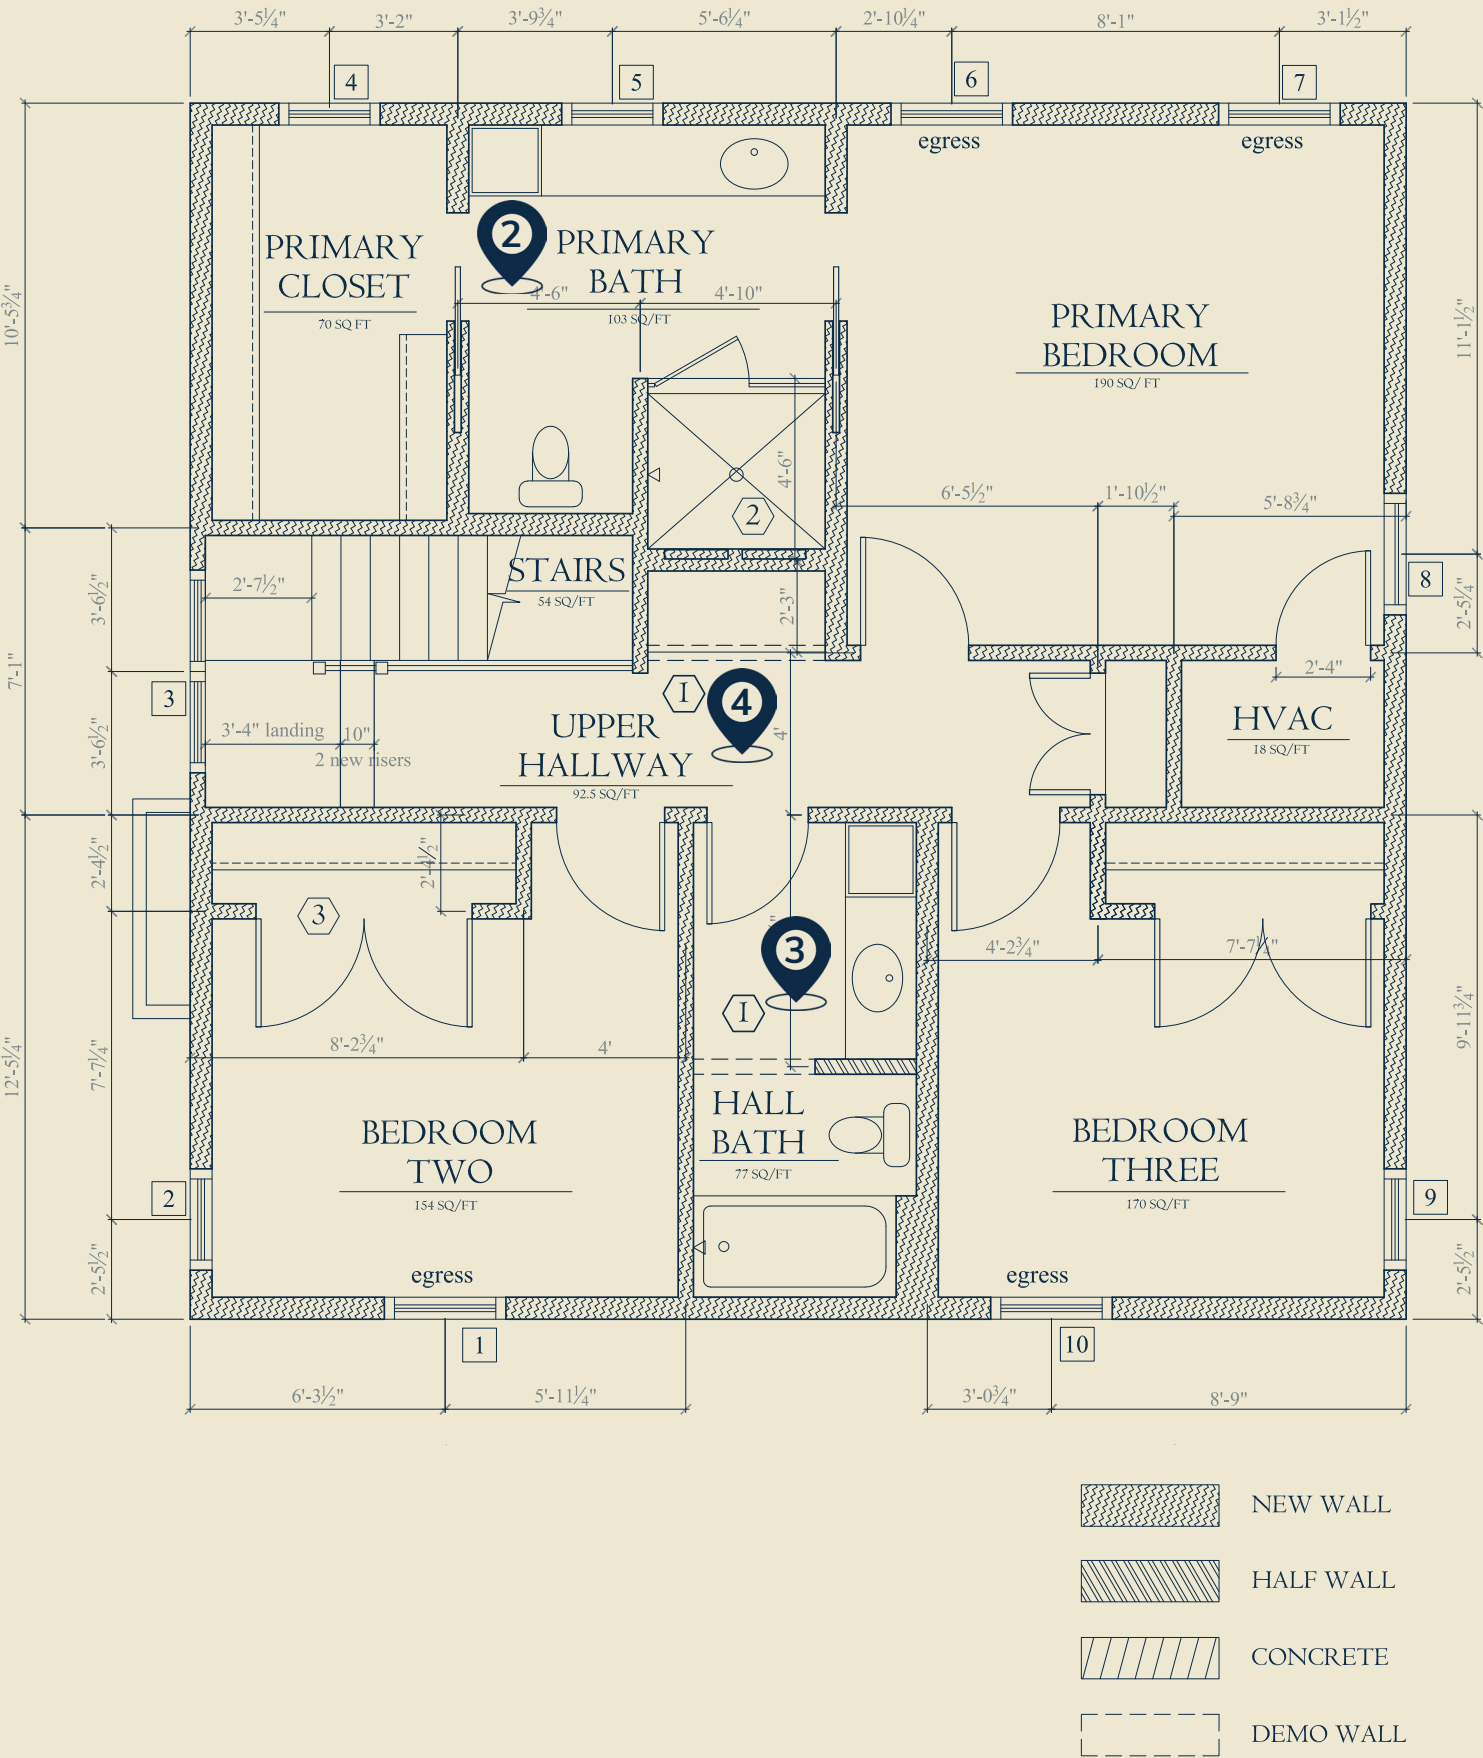 3'-5¼" 3'-2" 3'-9¾" 5'-6¼" 2'-10¼" 8'-1" 3'-1½"
4 5 6 7
egress egress
2
PRIMARY
CLOSET
70 SQ FT
PRIMARY
BATH
4'-6" 4'-10"
103 SQ/FT
PRIMARY
BEDROOM
190 SQ/FT
10'-5¾"
11'-1½"
4'-6"
2
6'-5½" 1'-10½" 5'-8¾"
STAIRS
54 SQ/FT
2'-7½"
3'-6½"
2'-3"
8
2'-5¼"
7'-1"
2'-4"
3
I
4
UPPER
HALLWAY
92.5 SQ/FT
3'-4" landing 10"
2 new risers
3'-6½"
4'
HVAC
18 SQ/FT
2'-4½"
2'-4½"
3
3
I
4'-2¾" 7'-7¼"
8'-2¾" 4'
12'-5¼"
7'-7¼"
9'-11¾"
BEDROOM
TWO
154 SQ/FT
HALL
BATH
77 SQ/FT
BEDROOM
THREE
170 SQ/FT
2
9
2'-5½"
2'-5½"
egress egress
1 10
6'-3½" 5'-11¼" 3'-0¾" 8'-9"
NEW WALL
HALF WALL
CONCRETE
DEMO WALL